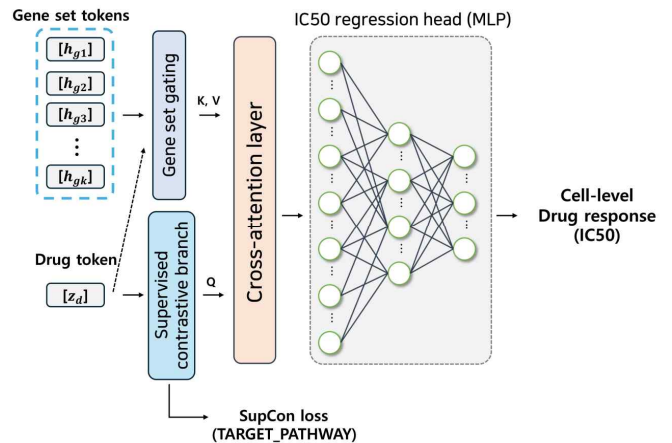 Gene set tokens
[h_g1]
[h_g2]
[h_g3]
⋮
[h_gk]
Gene set gating
K, V
Drug token
[z_d]
Supervised
contrastive branch
Q
SupCon loss
(TARGET_PATHWAY)
Cross-attention layer
IC50 regression head (MLP)
Cell-level
Drug response
(IC50)